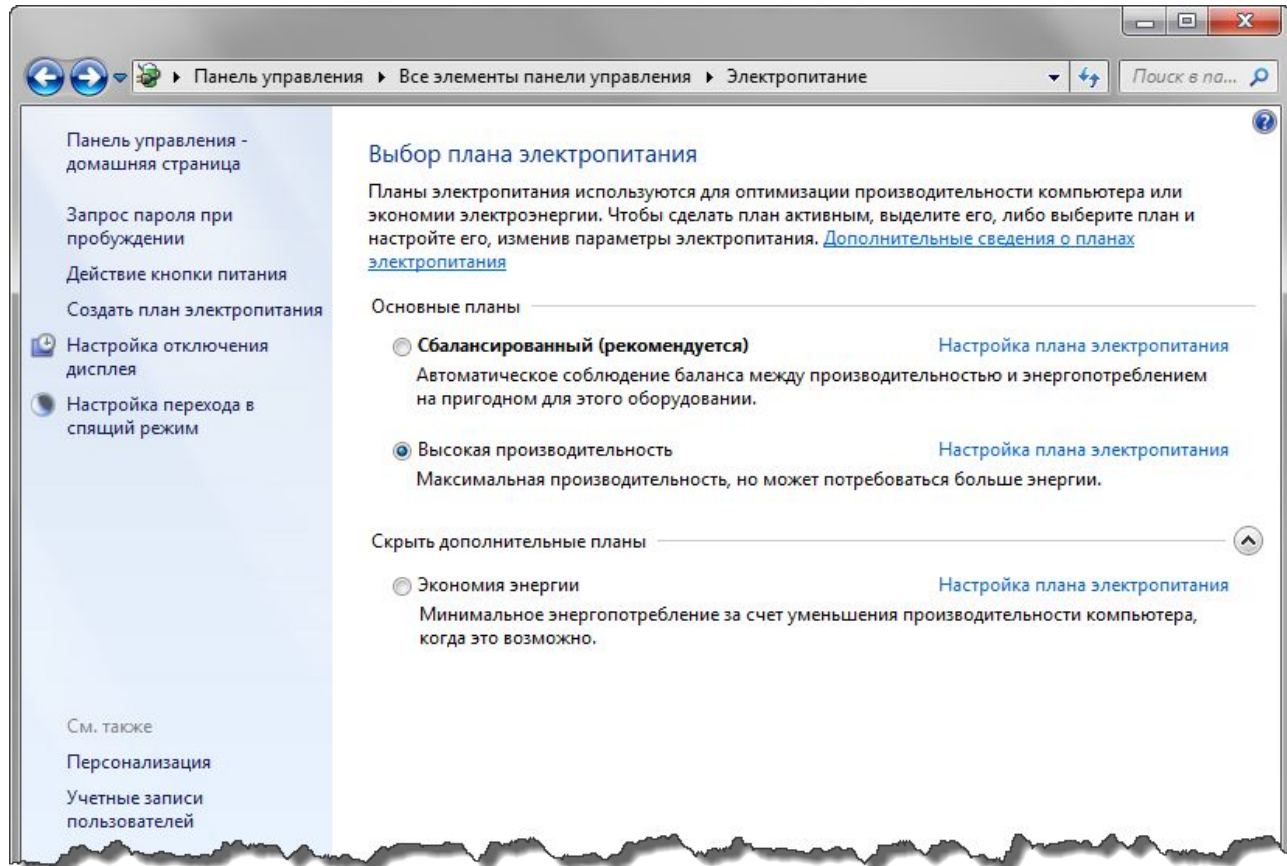 Панель управления ▸ Все элементы панели управления ▸ Электропитание
Поиск в па...
Панель управления -
домашняя страница
Запрос пароля при
пробуждении
Действие кнопки питания
Создать план электропитания
Настройка отключения
дисплея
Настройка перехода в
спящий режим
См. также
Персонализация
Учетные записи
пользователей
Выбор плана электропитания
Планы электропитания используются для оптимизации производительности компьютера или
экономии электроэнергии. Чтобы сделать план активным, выделите его, либо выберите план и
настройте его, изменив параметры электропитания. Дополнительные сведения о планах
электропитания
Основные планы
Сбалансированный (рекомендуется) Настройка плана электропитания
Автоматическое соблюдение баланса между производительностью и энергопотреблением
на пригодном для этого оборудовании.
Высокая производительность Настройка плана электропитания
Максимальная производительность, но может потребоваться больше энергии.
Скрыть дополнительные планы
Экономия энергии Настройка плана электропитания
Минимальное энергопотребление за счет уменьшения производительности компьютера,
когда это возможно.